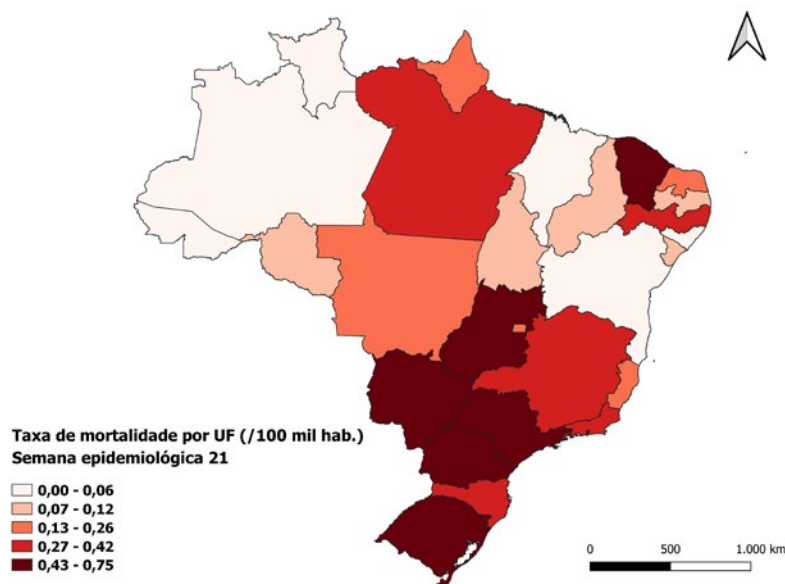 Taxa de mortalidade por UF (/100 mil hab.)
Semana epidemiológica 21
0,00 - 0,06
0,07 - 0,12
0,13 - 0,26
0,27 - 0,42
0,43 - 0,75
0 500 1.000 km